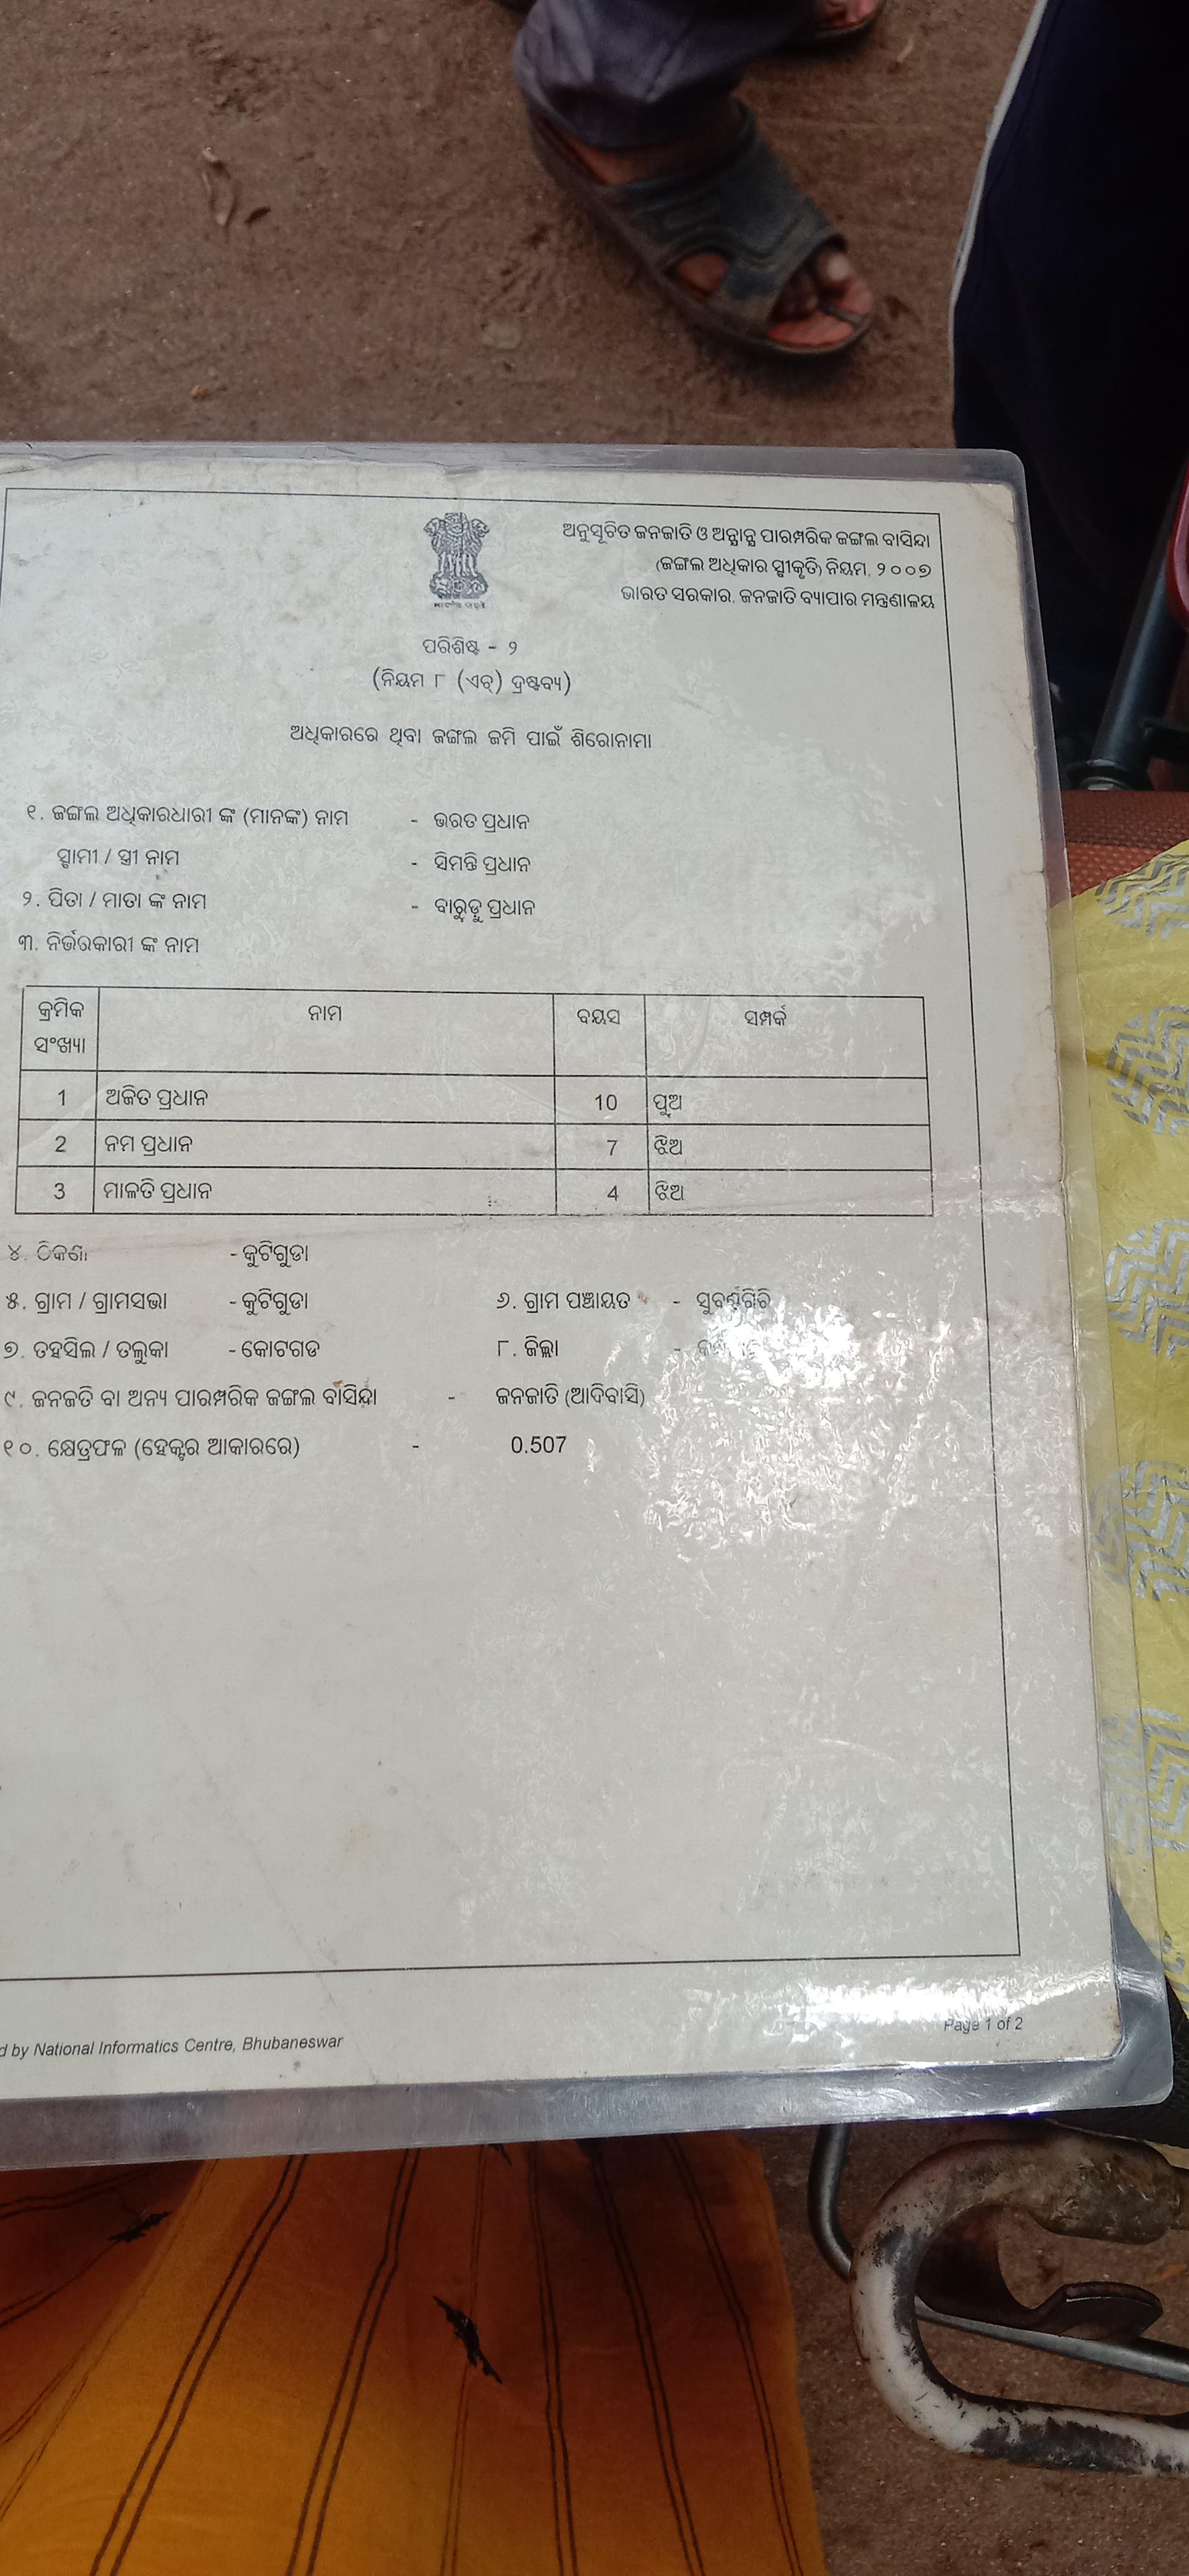 ଅନୁସୂଚିତ ଜନଜାତି ଓ ଅନ୍ଯାନ୍ଯ ପାରମ୍ପରିକ ଜଙ୍ଗଲ ବାସିନ୍ଦା
(ଜଙ୍ଗଲ ଅଧିକାର ସ୍ବୀକୃତି) ନିୟମ, ୨୦୦୭
ଭାରତ ସରକାର, ଜନଜାତି ବ୍ୟାପାର ମନ୍ତ୍ରଣାଳୟ
ପରିଶିଷ୍ଟ - ୨
(ନିୟମ ୮ (ଏଚ୍) ଦ୍ରଷ୍ଟବ୍ୟ)
ଅଧିକାରରେ ଥିବା ଜଙ୍ଗଲ ଜମି ପାଇଁ ଶିରୋନାମା
୧. ଜଙ୍ଗଲ ଅଧିକାରଧାରୀ ଙ୍କ (ମାନଙ୍କ) ନାମ - ଭରତ ପ୍ରଧାନ
ସ୍ବାମୀ / ସ୍ତ୍ରୀ ନାମ - ସିମନ୍ତି ପ୍ରଧାନ
୨. ପିତା / ମାତା ଙ୍କ ନାମ - ବାରୁଡୁ ପ୍ରଧାନ
୩. ନିର୍ଭଉକାରୀ ଙ୍କ ନାମ
କ୍ରମିକ ସଂଖ୍ୟା ନାମ ବୟସ ସମ୍ପର୍କ
1 ଅଜିତ ପ୍ରଧାନ 10 ପୁଅ
2 ନମ ପ୍ରଧାନ 7 ଝିଅ
3 ମାଳତି ପ୍ରଧାନ 4 ଝିଅ
୪. ଠିକଣା - କୁଟିଗୁଡା
୫. ଗ୍ରାମ / ଗ୍ରାମସଭା - କୁଟିଗୁଡା ୬. ଗ୍ରାମ ପଞ୍ଚାୟତ - ସୁବର୍ଣ୍ଣଗିରି
୭. ତହସିଲ / ତଲୁକା - କୋଟଗଡ ୮. ଜିଲ୍ଲା -
୯. ଜନଜତି ବା ଅନ୍ୟ ପାରମ୍ପରିକ ଜଙ୍ଗଲ ବାସିନ୍ଦା - ଜନଜାତି (ଆଦିବାସି)
୧୦. କ୍ଷେତ୍ରଫଳ (ହେକ୍ଟର ଆକାରରେ) - 0.507
d by National Informatics Centre, Bhubaneswar
Page 1 of 2